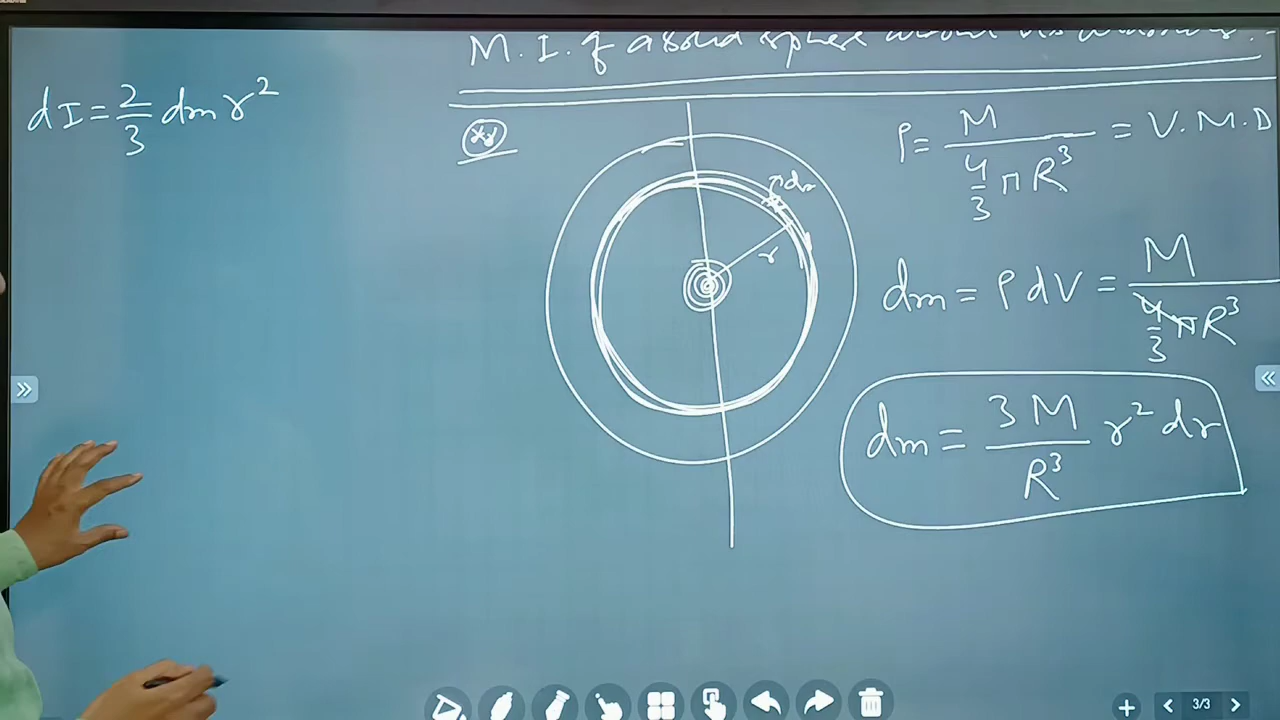 M.I. of a solid sphere about its
dI = 2/3 dm r²
ρ = M / (4/3 π R³) = V.M.D
dr
r
dm = ρ dV = M / (4/3 π R³)
dm = 3M/R³ r² dr
3/3